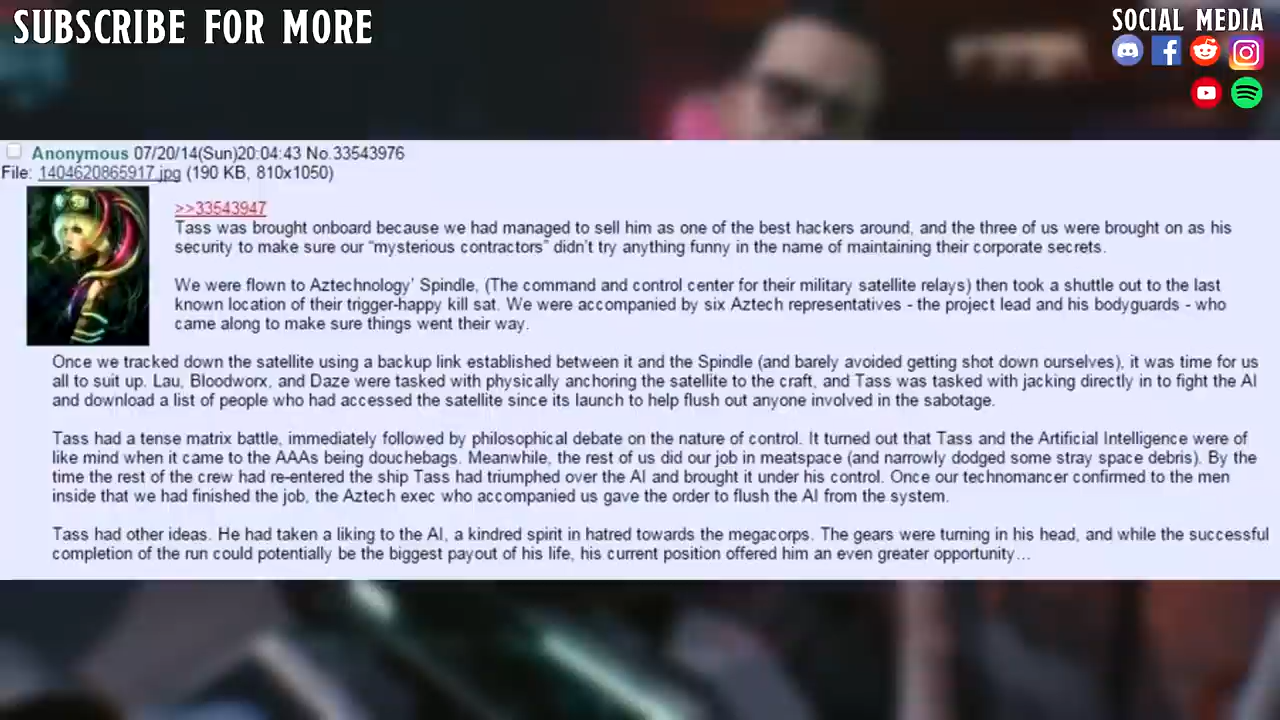 SUBSCRIBE FOR MORE
SOCIAL MEDIA
Anonymous 07/20/14(Sun)20:04:43 No.33543976
File: 1404620865917.jpg (190 KB, 810x1050)
>>33543947
Tass was brought onboard because we had managed to sell him as one of the best hackers around, and the three of us were brought on as his
security to make sure our “mysterious contractors” didn’t try anything funny in the name of maintaining their corporate secrets.
We were flown to Aztechnology’ Spindle, (The command and control center for their military satellite relays) then took a shuttle out to the last
known location of their trigger-happy kill sat. We were accompanied by six Aztech representatives - the project lead and his bodyguards - who
came along to make sure things went their way.
Once we tracked down the satellite using a backup link established between it and the Spindle (and barely avoided getting shot down ourselves), it was time for us
all to suit up. Lau, Bloodworx, and Daze were tasked with physically anchoring the satellite to the craft, and Tass was tasked with jacking directly in to fight the AI
and download a list of people who had accessed the satellite since its launch to help flush out anyone involved in the sabotage.
Tass had a tense matrix battle, immediately followed by philosophical debate on the nature of control. It turned out that Tass and the Artificial Intelligence were of
like mind when it came to the AAAs being douchebags. Meanwhile, the rest of us did our job in meatspace (and narrowly dodged some stray space debris). By the
time the rest of the crew had re-entered the ship Tass had triumphed over the AI and brought it under his control. Once our technomancer confirmed to the men
inside that we had finished the job, the Aztech exec who accompanied us gave the order to flush the AI from the system.
Tass had other ideas. He had taken a liking to the AI, a kindred spirit in hatred towards the megacorps. The gears were turning in his head, and while the successful
completion of the run could potentially be the biggest payout of his life, his current position offered him an even greater opportunity…